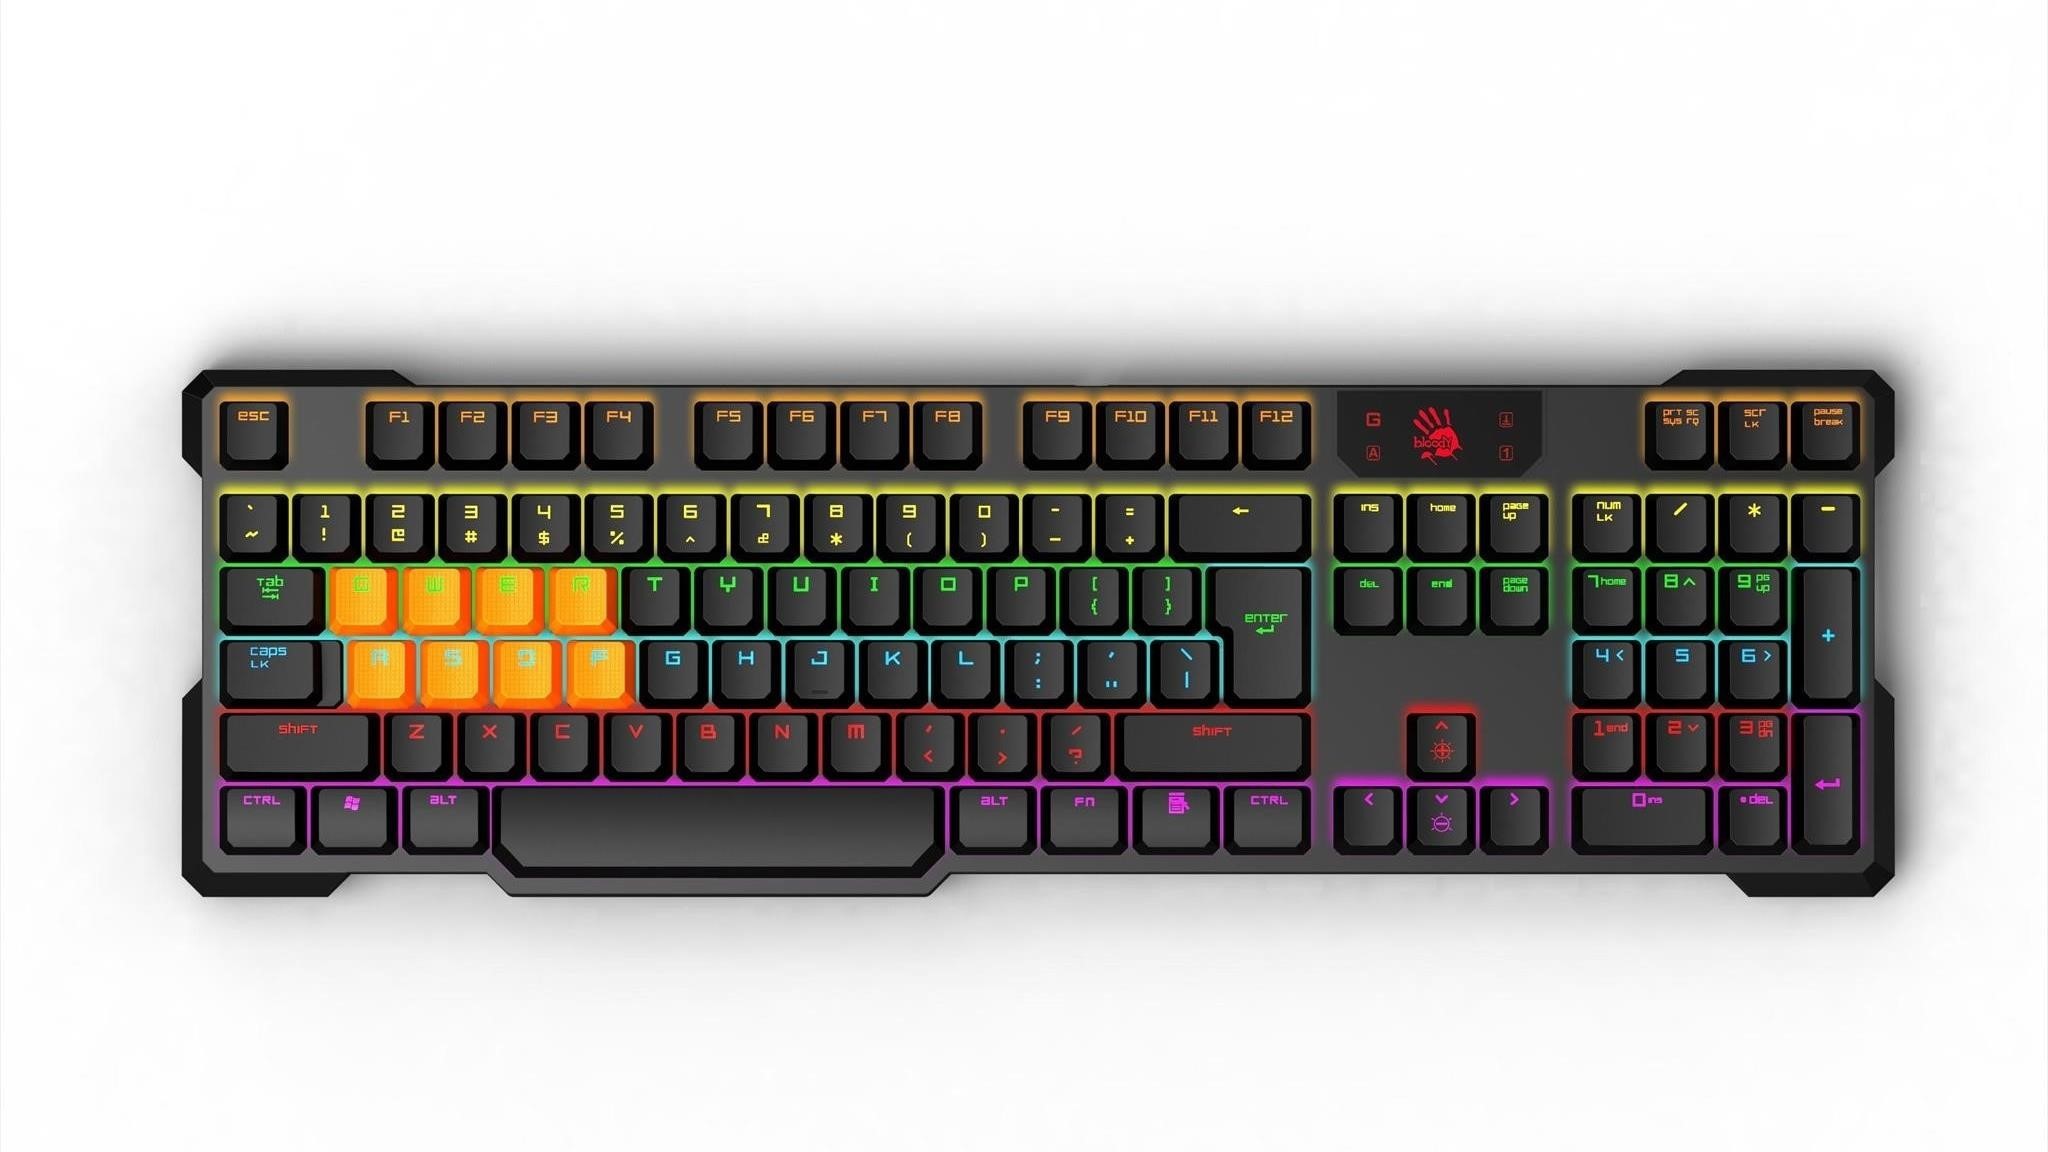 esc F1 F2 F3 F4 F5 F6 F7 F8 F9 F10 F11 F12
G
A
bloody
1
prt sc
sys rq
scr
LK
pause
break
` 1 2 3 4 5 6 7 8 9 0 - = ←
~ ! @ # $ % ^ & * ( ) _ +
ins home page
up
num
LK
/ * -
Tab Q W E R T Y U I O P [ ]
{ }
enter
del end page
down
7 home 8 ^ 9 pg
up
caps
LK
A S D F G H J K L ; ' \
: " |
4 < 5 6 > +
shift Z X C V B N M ' . / shift
< > ?
^
1 end 2 ˅ 3 pg
dn
CTRL ALT ALT Fn CTRL
< ˅ >
0 ins • del